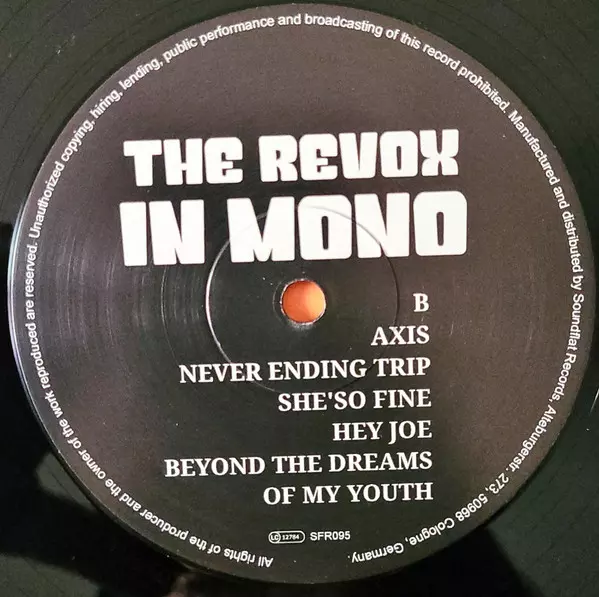 THE REVOX
IN MONO
B
AXIS
NEVER ENDING TRIP
SHE'SO FINE
HEY JOE
BEYOND THE DREAMS
OF MY YOUTH
LC 12784 SFR095
All rights of the producer and the owner of the work reproduced are reserved. Unauthorized copying, hiring, lending, public performance and broadcasting of this record prohibited. Manufactured and distributed by Soundflat Records, Alteburgerstr. 273, 50968 Cologne, Germany.